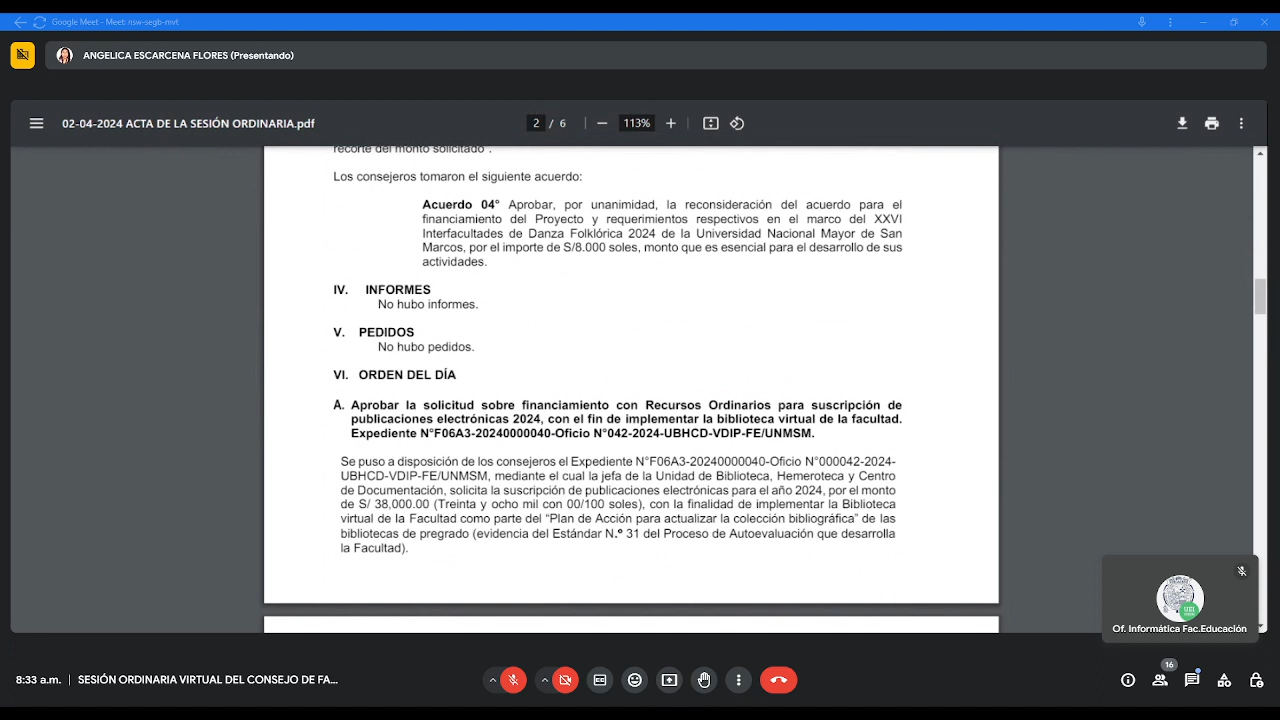 Google Meet - Meet: nsw-segb-mvt
ANGELICA ESCARCENA FLORES (Presentando)
02-04-2024 ACTA DE LA SESIÓN ORDINARIA.pdf
2 / 6
113%
recorte del monto solicitado".
Los consejeros tomaron el siguiente acuerdo:
Acuerdo 04° Aprobar, por unanimidad, la reconsideración del acuerdo para el
financiamiento del Proyecto y requerimientos respectivos en el marco del XXVI
Interfacultades de Danza Folklórica 2024 de la Universidad Nacional Mayor de San
Marcos, por el importe de S/8.000 soles, monto que es esencial para el desarrollo de sus
actividades.
IV. INFORMES
No hubo informes.
V. PEDIDOS
No hubo pedidos.
VI. ORDEN DEL DÍA
A. Aprobar la solicitud sobre financiamiento con Recursos Ordinarios para suscripción de
publicaciones electrónicas 2024, con el fin de implementar la biblioteca virtual de la facultad.
Expediente N°F06A3-20240000040-Oficio N°042-2024-UBHCD-VDIP-FE/UNMSM.
Se puso a disposición de los consejeros el Expediente N°F06A3-20240000040-Oficio N°000042-2024-
UBHCD-VDIP-FE/UNMSM, mediante el cual la jefa de la Unidad de Biblioteca, Hemeroteca y Centro
de Documentación, solicita la suscripción de publicaciones electrónicas para el año 2024, por el monto
de S/ 38,000.00 (Treinta y ocho mil con 00/100 soles), con la finalidad de implementar la Biblioteca
virtual de la Facultad como parte del “Plan de Acción para actualizar la colección bibliográfica” de las
bibliotecas de pregrado (evidencia del Estándar N.° 31 del Proceso de Autoevaluación que desarrolla
la Facultad).
Of. Informática Fac.Educación
8:33 a.m. | SESIÓN ORDINARIA VIRTUAL DEL CONSEJO DE FA...
16